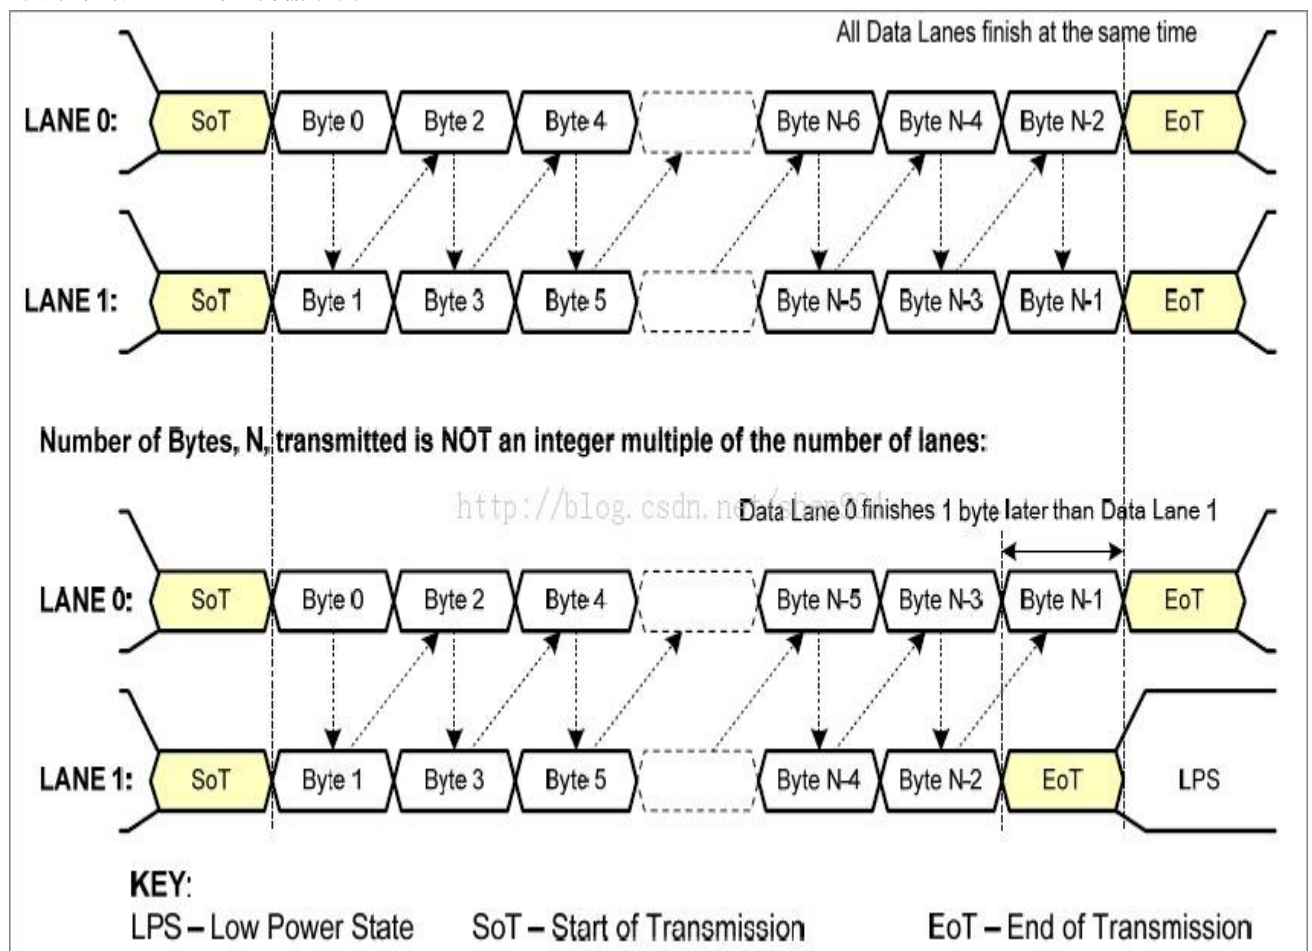 All Data Lanes finish at the same time
LANE 0: SoT Byte 0 Byte 2 Byte 4 Byte N-6 Byte N-4 Byte N-2 EoT
LANE 1: SoT Byte 1 Byte 3 Byte 5 Byte N-5 Byte N-3 Byte N-1 EoT
Number of Bytes, N, transmitted is NOT an integer multiple of the number of lanes:
http://blog.csdn.net/
Data Lane 0 finishes 1 byte later than Data Lane 1
LANE 0: SoT Byte 0 Byte 2 Byte 4 Byte N-5 Byte N-3 Byte N-1 EoT
LANE 1: SoT Byte 1 Byte 3 Byte 5 Byte N-4 Byte N-2 EoT LPS
KEY:
LPS – Low Power State SoT – Start of Transmission EoT – End of Transmission